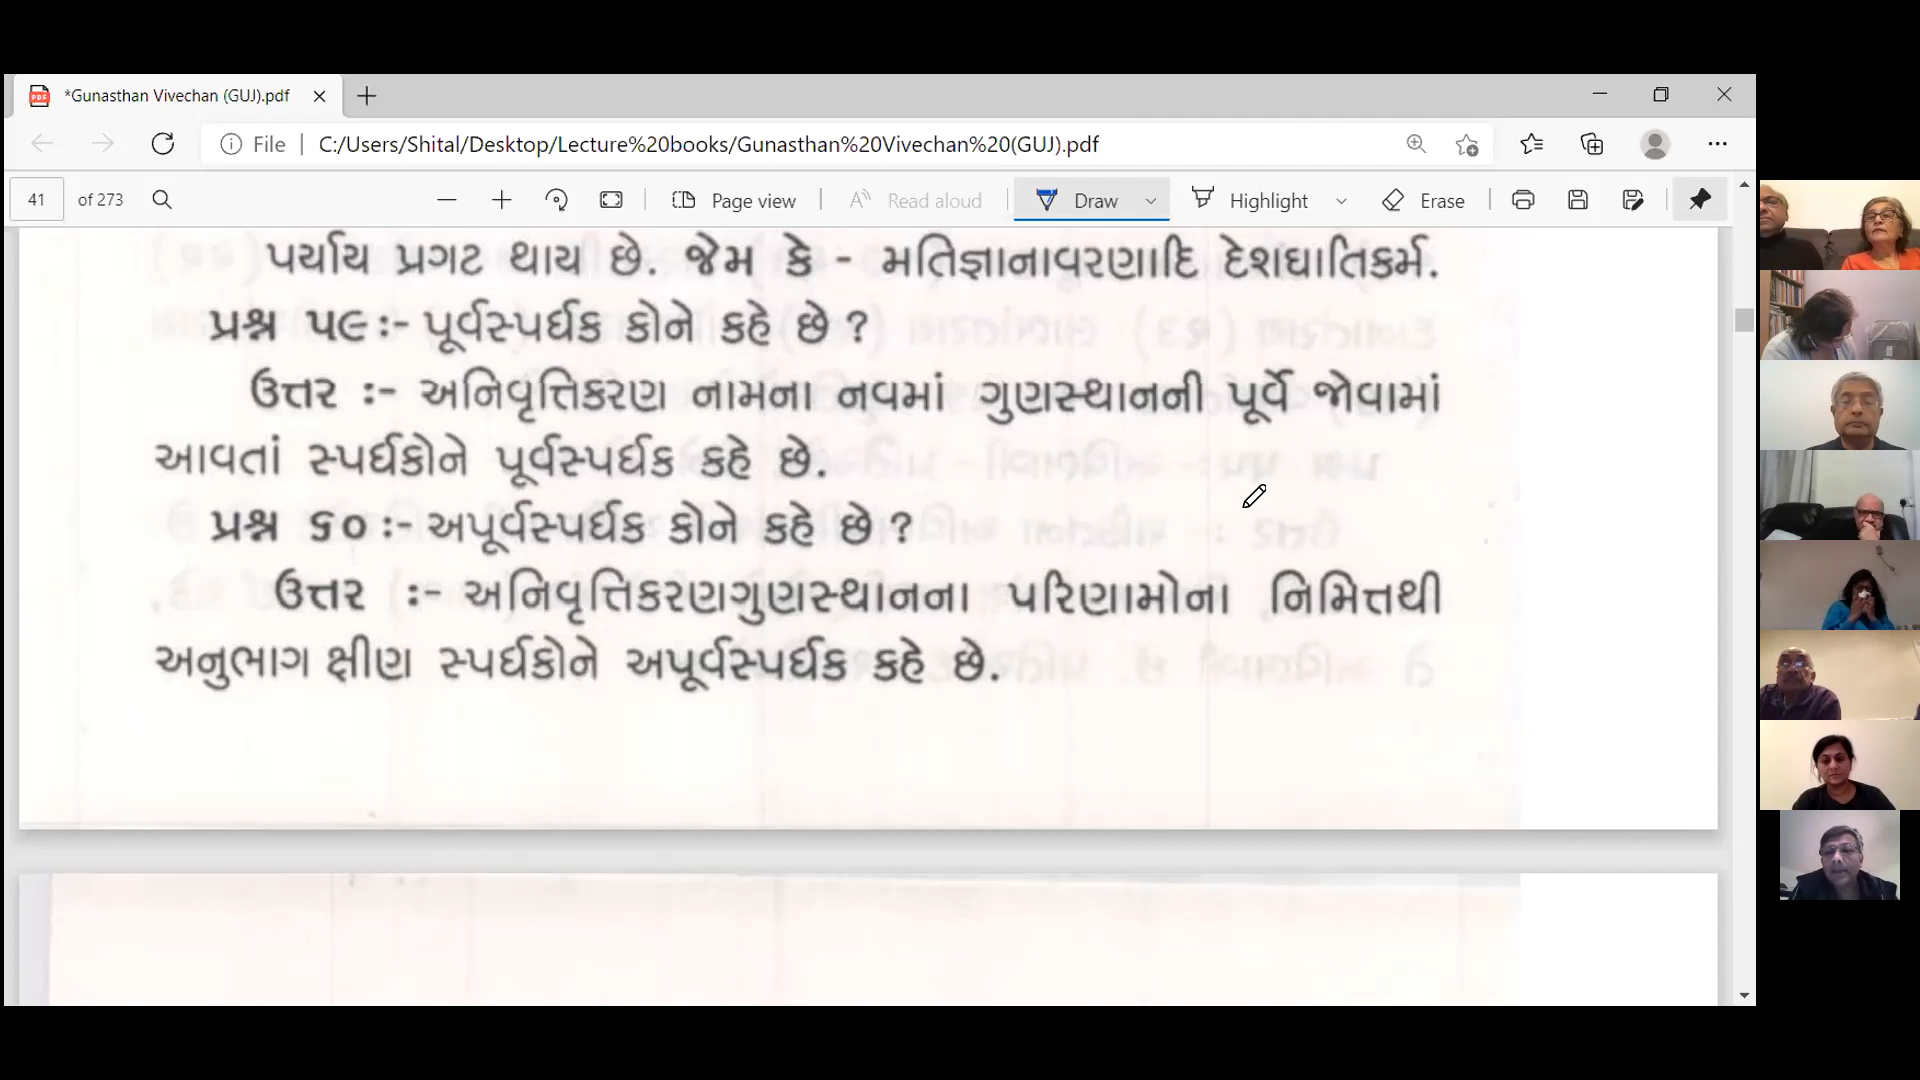 *Gunasthan Vivechan (GUJ).pdf
File | C:/Users/Shital/Desktop/Lecture%20books/Gunasthan%20Vivechan%20(GUJ).pdf
41 of 273 Page view Read aloud Draw Highlight Erase
પર્યાય પ્રગટ થાય છે. જેમ કે - મતિજ્ઞાનાવરણાદિ દેશઘાતિકર્મ.
પ્રશ્ન ૫૯ :- પૂર્વસ્પર્ધક કોને કહે છે ?
ઉત્તર :- અનિવૃત્તિકરણ નામના નવમાં ગુણસ્થાનની પૂર્વે જોવામાં
આવતાં સ્પર્ધકોને પૂર્વસ્પર્ધક કહે છે.
પ્રશ્ન ૬૦ :- અપૂર્વસ્પર્ધક કોને કહે છે ?
ઉત્તર :- અનિવૃત્તિકરણગુણસ્થાનના પરિણામોના નિમિત્તથી
અનુભાગ ક્ષીણ સ્પર્ધકોને અપૂર્વસ્પર્ધક કહે છે.